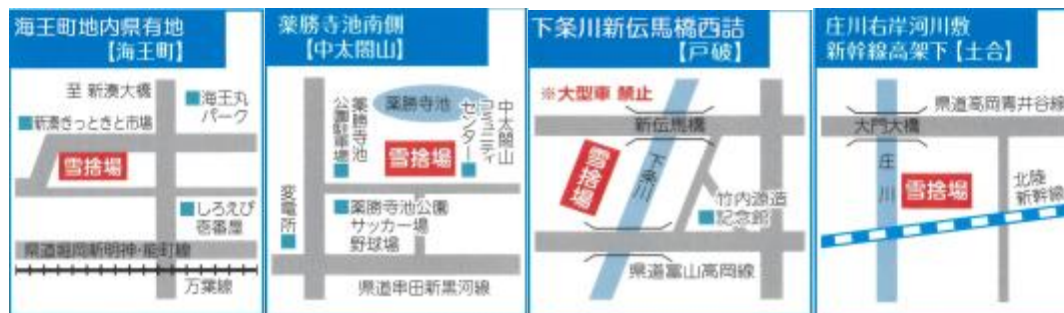 海王町地内県有地
【海王町】
至 新湊大橋
海王丸
パーク
新湊きっときと市場
雪捨場
しろえび
壱番屋
県道堀岡新明神・能町線
万葉線
薬勝寺池南側
【中太閤山】
薬勝寺池
公園駐車場
薬勝寺池
中太閤山
コミュニティ
センター
雪捨場
変電所
薬勝寺池公園
サッカー場
野球場
県道串田新黒河線
下条川新伝馬橋西詰
【戸破】
※大型車 禁止
新伝馬橋
雪捨場
下条川
竹内源造
記念館
県道富山高岡線
庄川右岸河川敷
新幹線高架下【土合】
県道高岡青井谷線
大門大橋
庄川
雪捨場
北陸
新幹線